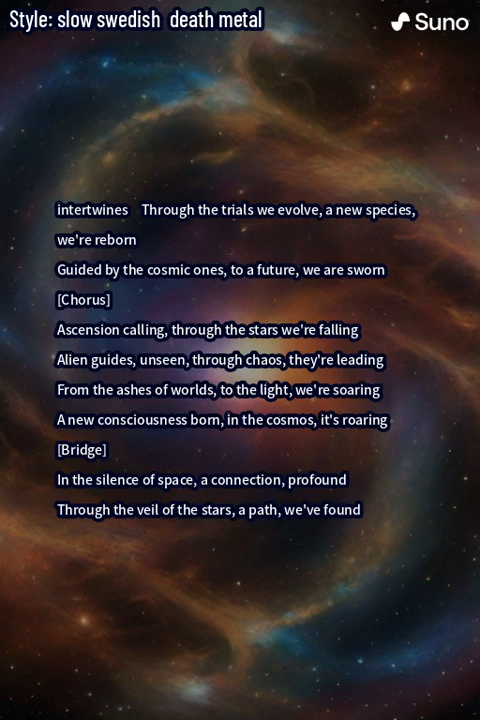 Style: slow swedish  death metal
Suno
intertwines    Through the trials we evolve, a new species,
we're reborn
Guided by the cosmic ones, to a future, we are sworn
[Chorus]
Ascension calling, through the stars we're falling
Alien guides, unseen, through chaos, they're leading
From the ashes of worlds, to the light, we're soaring
A new consciousness born, in the cosmos, it's roaring
[Bridge]
In the silence of space, a connection, profound
Through the veil of the stars, a path, we've found